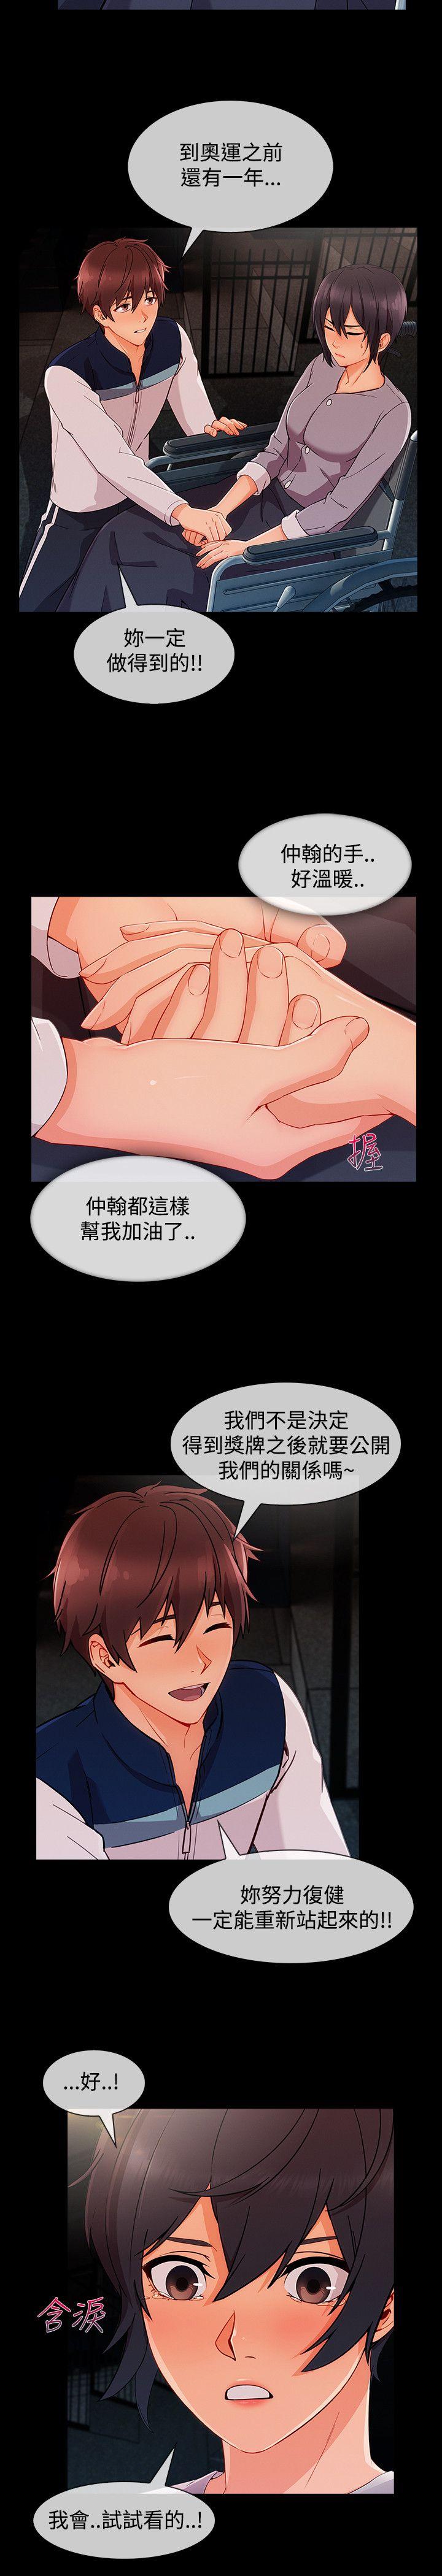 到奧運之前
還有一年...
妳一定
做得到的!!
仲翰的手..
好溫暖..
握
仲翰都這樣
幫我加油了..
我們不是決定
得到獎牌之後就要公開
我們的關係嗎~
妳努力復健
一定能重新站起來的!!
...好..!
含淚
我會..試試看的..!